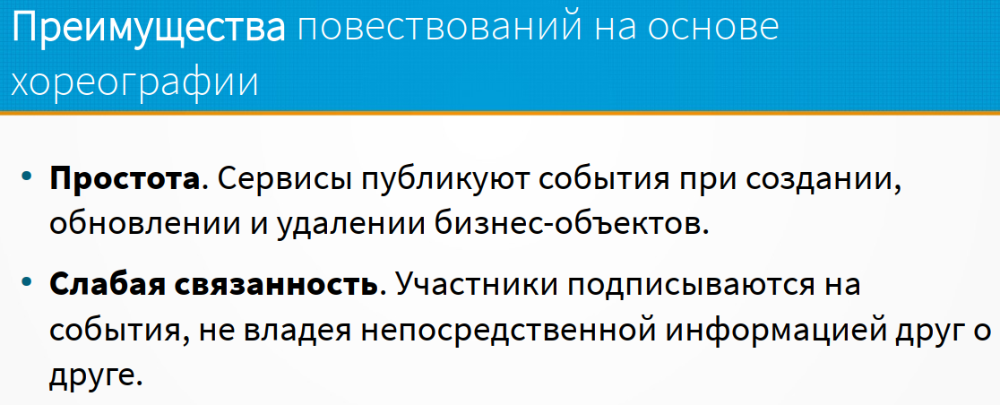 Преимущества повествований на основе
хореографии
• Простота. Сервисы публикуют события при создании,
обновлении и удалении бизнес-объектов.
• Слабая связанность. Участники подписываются на
события, не владея непосредственной информацией друг о
друге.